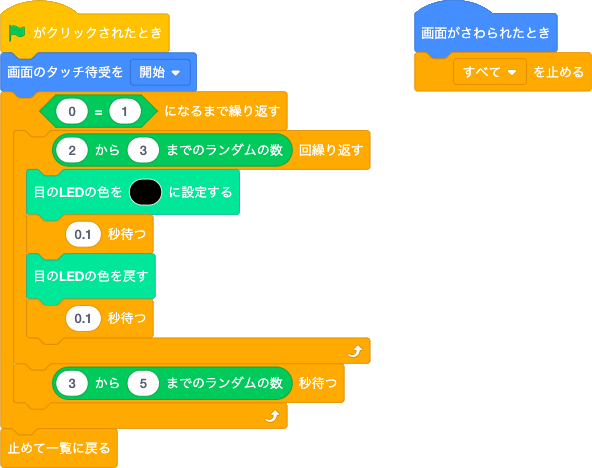 がクリックされたとき
画面のタッチ待受を 開始
0 = 1 になるまで繰り返す
2 から 3 までのランダムの数 回繰り返す
目のLEDの色を に設定する
0.1 秒待つ
目のLEDの色を戻す
0.1 秒待つ
3 から 5 までのランダムの数 秒待つ
止めて一覧に戻る
画面がさわられたとき
すべて を止める